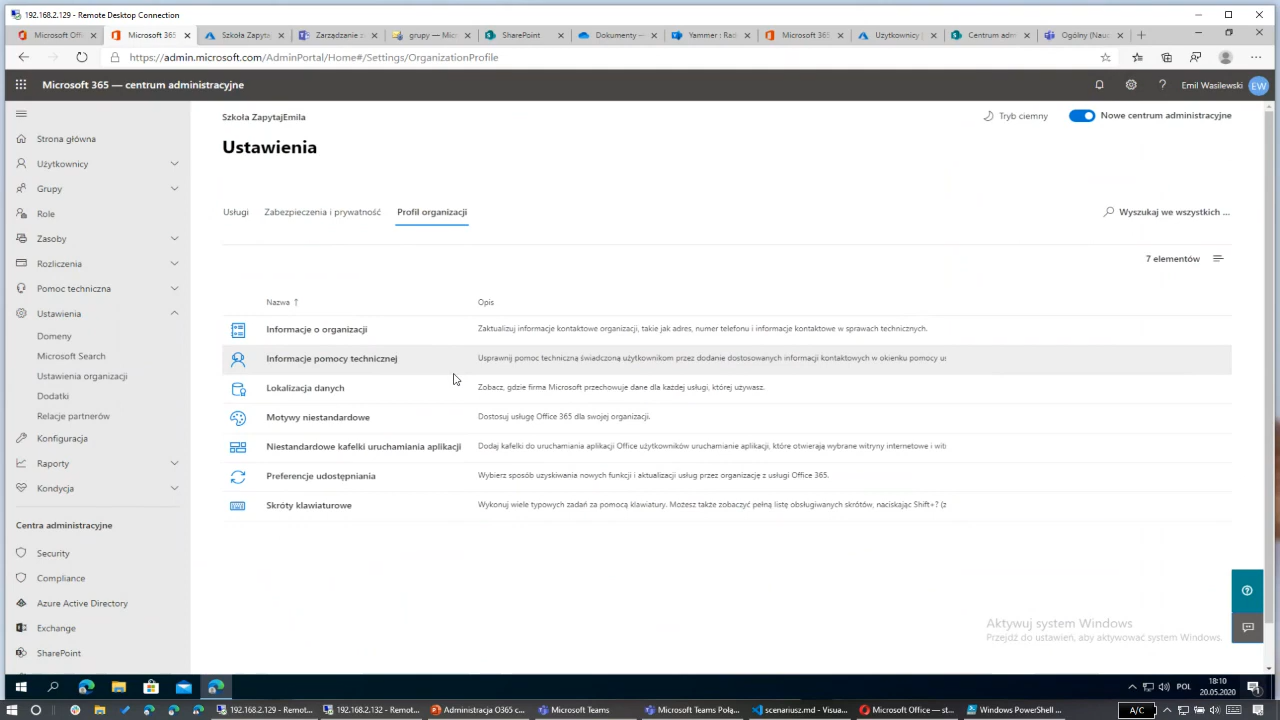 192.168.2.129 - Remote Desktop Connection
Microsoft Off
Microsoft 365
Szkoła Zapytaj
Zarządzanie
grupy — Micr
SharePoint
Dokumenty —
Yammer : Rad
Microsoft 365
Użytkownicy |
Centrum adm
Ogólny (Nauc
https://admin.microsoft.com/AdminPortal/Home#/Settings/OrganizationProfile
Microsoft 365 — centrum administracyjne
Emil Wasilewski
EW
Szkoła ZapytajEmila
Tryb ciemny
Nowe centrum administracyjne
Ustawienia
Usługi
Zabezpieczenia i prywatność
Profil organizacji
Wyszukaj we wszystkich ...
7 elementów
Strona główna
Użytkownicy
Grupy
Role
Zasoby
Rozliczenia
Pomoc techniczna
Ustawienia
Domeny
Microsoft Search
Ustawienia organizacji
Dodatki
Relacje partnerów
Konfiguracja
Raporty
Kondycja
Centra administracyjne
Security
Compliance
Azure Active Directory
Exchange
SharePoint
Nazwa ↑
Opis
Informacje o organizacji
Zaktualizuj informacje kontaktowe organizacji, takie jak adres, numer telefonu i informacje kontaktowe w sprawach technicznych.
Informacje pomocy technicznej
Usprawnij pomoc techniczną świadczoną użytkownikom przez dodanie dostosowanych informacji kontaktowych w okienku pomocy us
Lokalizacja danych
Zobacz, gdzie firma Microsoft przechowuje dane dla każdej usługi, której używasz.
Motywy niestandardowe
Dostosuj usługę Office 365 dla swojej organizacji.
Niestandardowe kafelki uruchamiania aplikacji
Dodaj kafelki do uruchamiania aplikacji Office użytkowników uruchamianie aplikacji, które otwierają wybrane witryny internetowe i wit
Preferencje udostępniania
Wybierz sposób uzyskiwania nowych funkcji i aktualizacji usług przez organizację z usługi Office 365.
Skróty klawiaturowe
Wykonuj wiele typowych zadań za pomocą klawiatury. Możesz także zobaczyć pełną listę obsługiwanych skrótów, naciskając Shift+? (z
Aktywuj system Windows
Przejdź do ustawień, aby aktywować system Windows.
POL
18:10
20.05.2020
192.168.2.129 - Remot...
192.168.2.132 - Remot...
Administracja O365 c...
Microsoft Teams
Microsoft Teams Połą...
scenariusz.md - Visua...
Microsoft Office — st...
Windows PowerShell ...
A/C